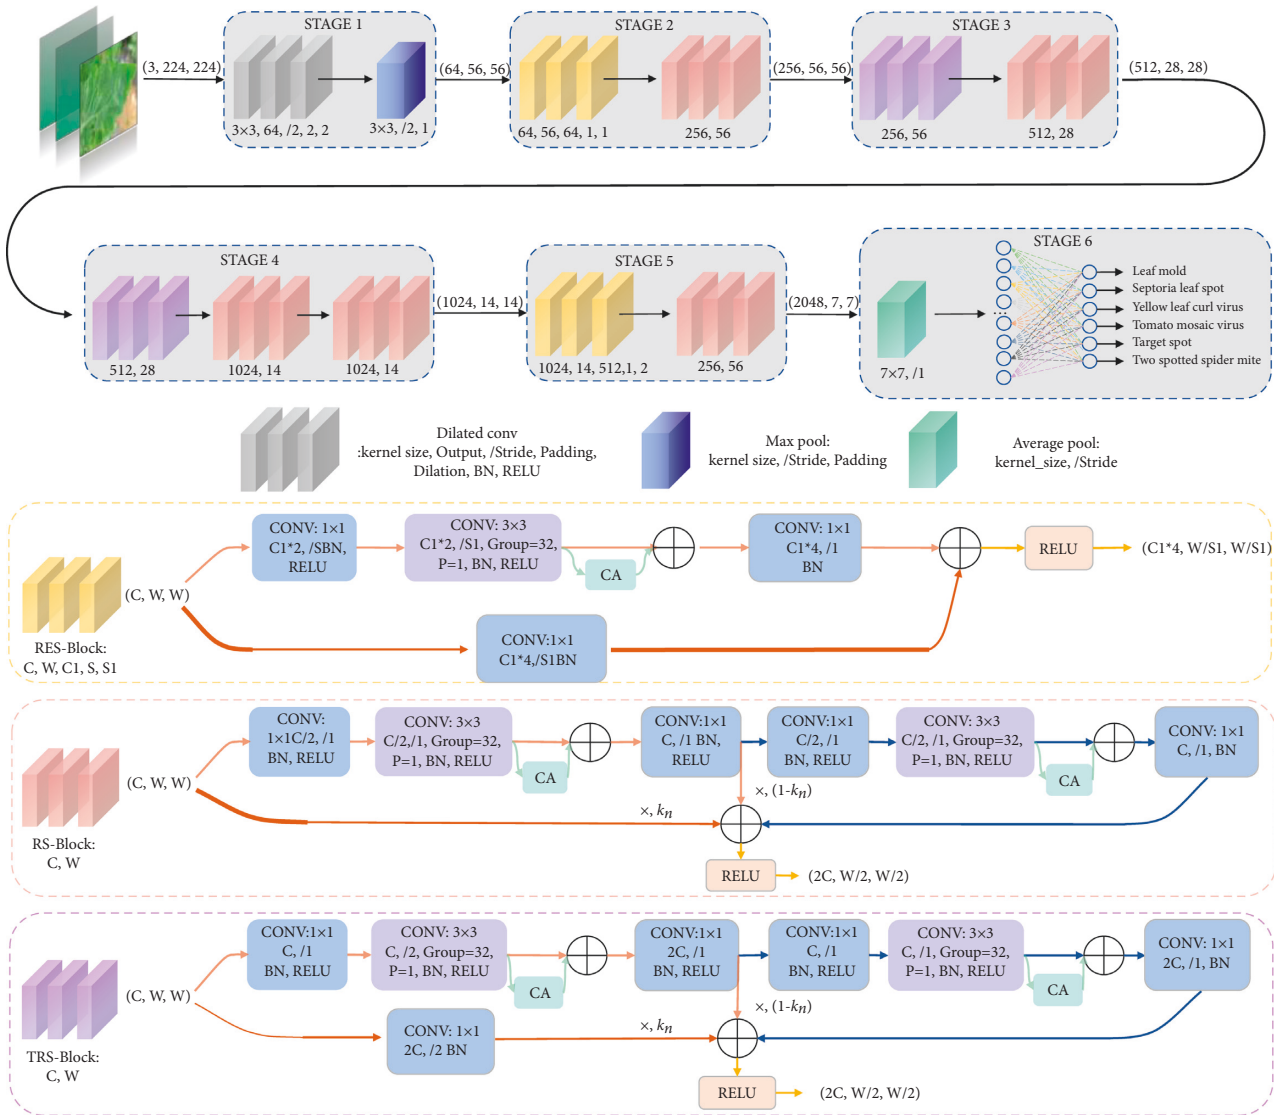 STAGE 1
STAGE 2
STAGE 3
(3, 224, 224)
(64, 56, 56)
(256, 56, 56)
(512, 28, 28)
3×3, 64, /2, 2, 2
3×3, /2, 1
64, 56, 64, 1, 1
256, 56
256, 56
512, 28
STAGE 4
STAGE 5
STAGE 6
(1024, 14, 14)
(2048, 7, 7)
512, 28
1024, 14
1024, 14
1024, 14, 512,1, 2
256, 56
7×7, /1
...
Leaf mold
Septoria leaf spot
Yellow leaf curl virus
Tomato mosaic virus
Target spot
Two spotted spider mite
Dilated conv
:kernel size, Output, /Stride, Padding,
Dilation, BN, RELU
Max pool:
kernel size, /Stride, Padding
Average pool:
kernel_size, /Stride
RES-Block:
C, W, C1, S, S1
(C, W, W)
CONV: 1×1
C1*2, /SBN,
RELU
CONV: 3×3
C1*2, /S1, Group=32,
P=1, BN, RELU
CA
CONV: 1×1
C1*4, /1
BN
RELU
(C1*4, W/S1, W/S1)
CONV:1×1
C1*4,/S1BN
RS-Block:
C, W
(C, W, W)
CONV:
1×1C/2, /1
BN, RELU
CONV: 3×3
C/2,/1, Group=32,
P=1, BN, RELU
CA
CONV:1×1
C, /1 BN,
RELU
CONV:1×1
C/2, /1
BN, RELU
CONV: 3×3
C/2, /1, Group=32,
P=1, BN, RELU
CA
CONV: 1×1
C, /1, BN
×, kn
×, (1-kn)
RELU
(2C, W/2, W/2)
TRS-Block:
C, W
(C, W, W)
CONV:1×1
C, /1
BN, RELU
CONV: 3×3
C, /2, Group=32,
P=1, BN, RELU
CA
CONV:1×1
2C, /1
BN, RELU
CONV:1×1
C, /1
BN, RELU
CONV: 3×3
C, /1, Group=32,
P=1, BN, RELU
CA
CONV: 1×1
2C, /1, BN
CONV: 1×1
2C, /2 BN
×, kn
×, (1-kn)
RELU
(2C, W/2, W/2)